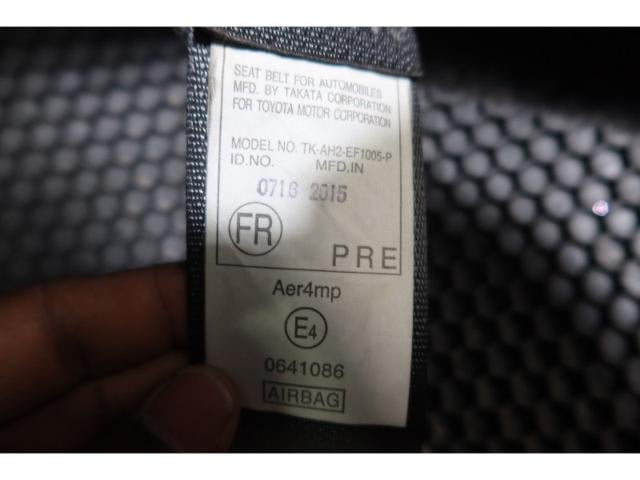 SEAT BELT FOR AUTOMOBILES
MFD. BY TAKATA CORPORATION
FOR TOYOTA MOTOR CORPORATION
MODEL NO. TK-AH2-EF1005-P
ID.NO. MFD.IN
0716 2015
FR
PRE
Aer4mp
E4
0641086
AIRBAG